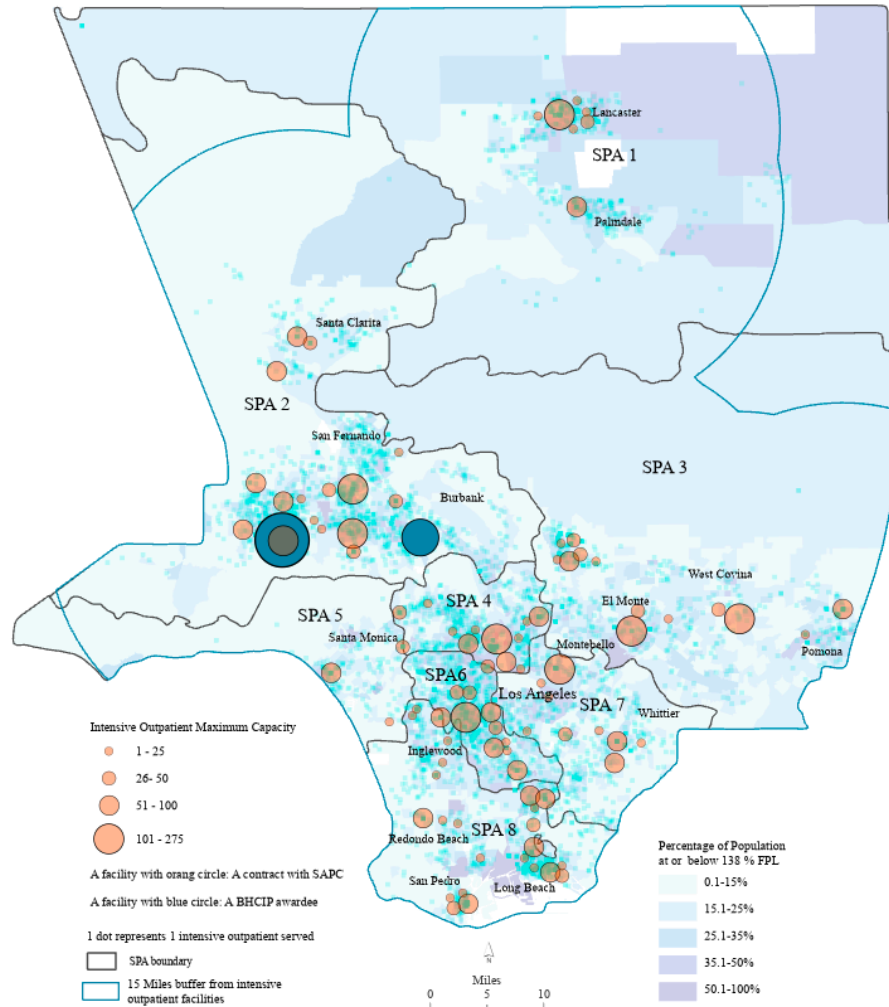 Lancaster
SPA 1
Palmdale
Santa Clarita
SPA 2
San Fernando
SPA 3
Burbank
West Covina
SPA 4
El Monte
SPA 5
Santa Monica
Montebello
Pomona
SPA6
Los Angeles
SPA 7
Whittier
Inglewood
SPA 8
Redondo Beach
San Pedro
Long Beach
Intensive Outpatient Maximum Capacity
1 - 25
26- 50
51 - 100
101 - 275
A facility with orang circle: A contract with SAPC
A facility with blue circle: A BHCIP awardee
1 dot represents 1 intensive outpatient served
SPA boundary
15 Miles buffer from intensive
outpatient facilities
N
Miles
0 5 10
Percentage of Population
at or below 138 % FPL
0.1-15%
15.1-25%
25.1-35%
35.1-50%
50.1-100%